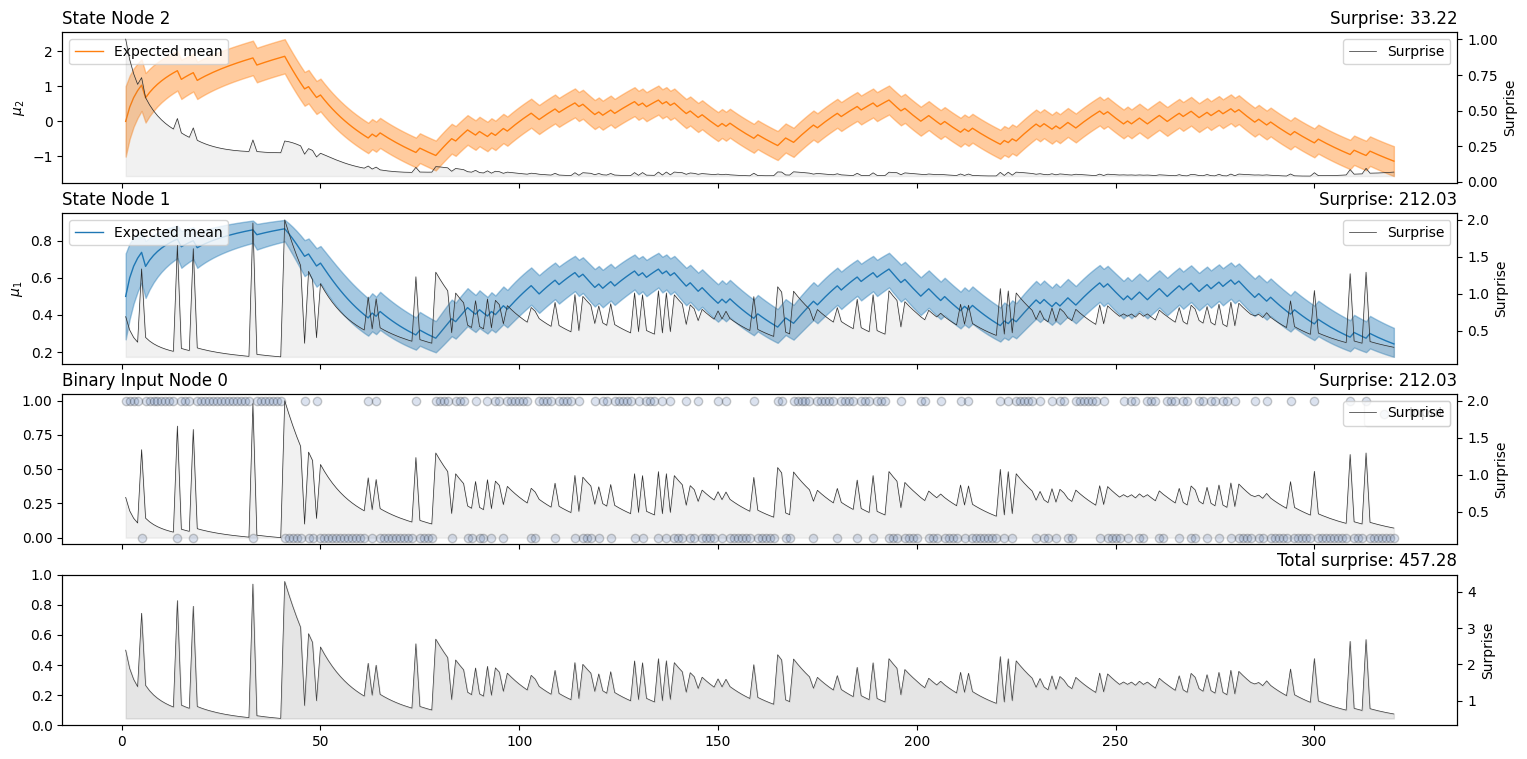 State Node 2
Surprise: 33.22
Expected mean
Surprise
2
1
0
−1
μ2
1.00
0.75
0.50
0.25
0.00
Surprise
State Node 1
Surprise: 212.03
Expected mean
Surprise
0.8
0.6
0.4
0.2
μ1
2.0
1.5
1.0
0.5
Surprise
Binary Input Node 0
Surprise: 212.03
Surprise
1.00
0.75
0.50
0.25
0.00
2.0
1.5
1.0
0.5
Surprise
Total surprise: 457.28
1.0
0.8
0.6
0.4
0.2
0.0
4
3
2
1
Surprise
0 50 100 150 200 250 300